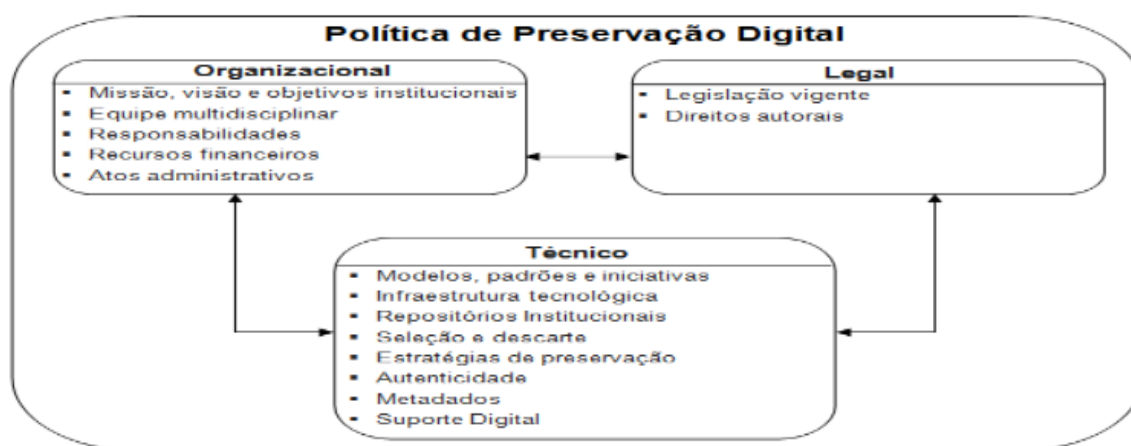 Política de Preservação Digital
Organizacional
▪ Missão, visão e objetivos institucionais
▪ Equipe multidisciplinar
▪ Responsabilidades
▪ Recursos financeiros
▪ Atos administrativos
Legal
▪ Legislação vigente
▪ Direitos autorais
Técnico
▪ Modelos, padrões e iniciativas
▪ Infraestrutura tecnológica
▪ Repositórios Institucionais
▪ Seleção e descarte
▪ Estratégias de preservação
▪ Autenticidade
▪ Metadados
▪ Suporte Digital